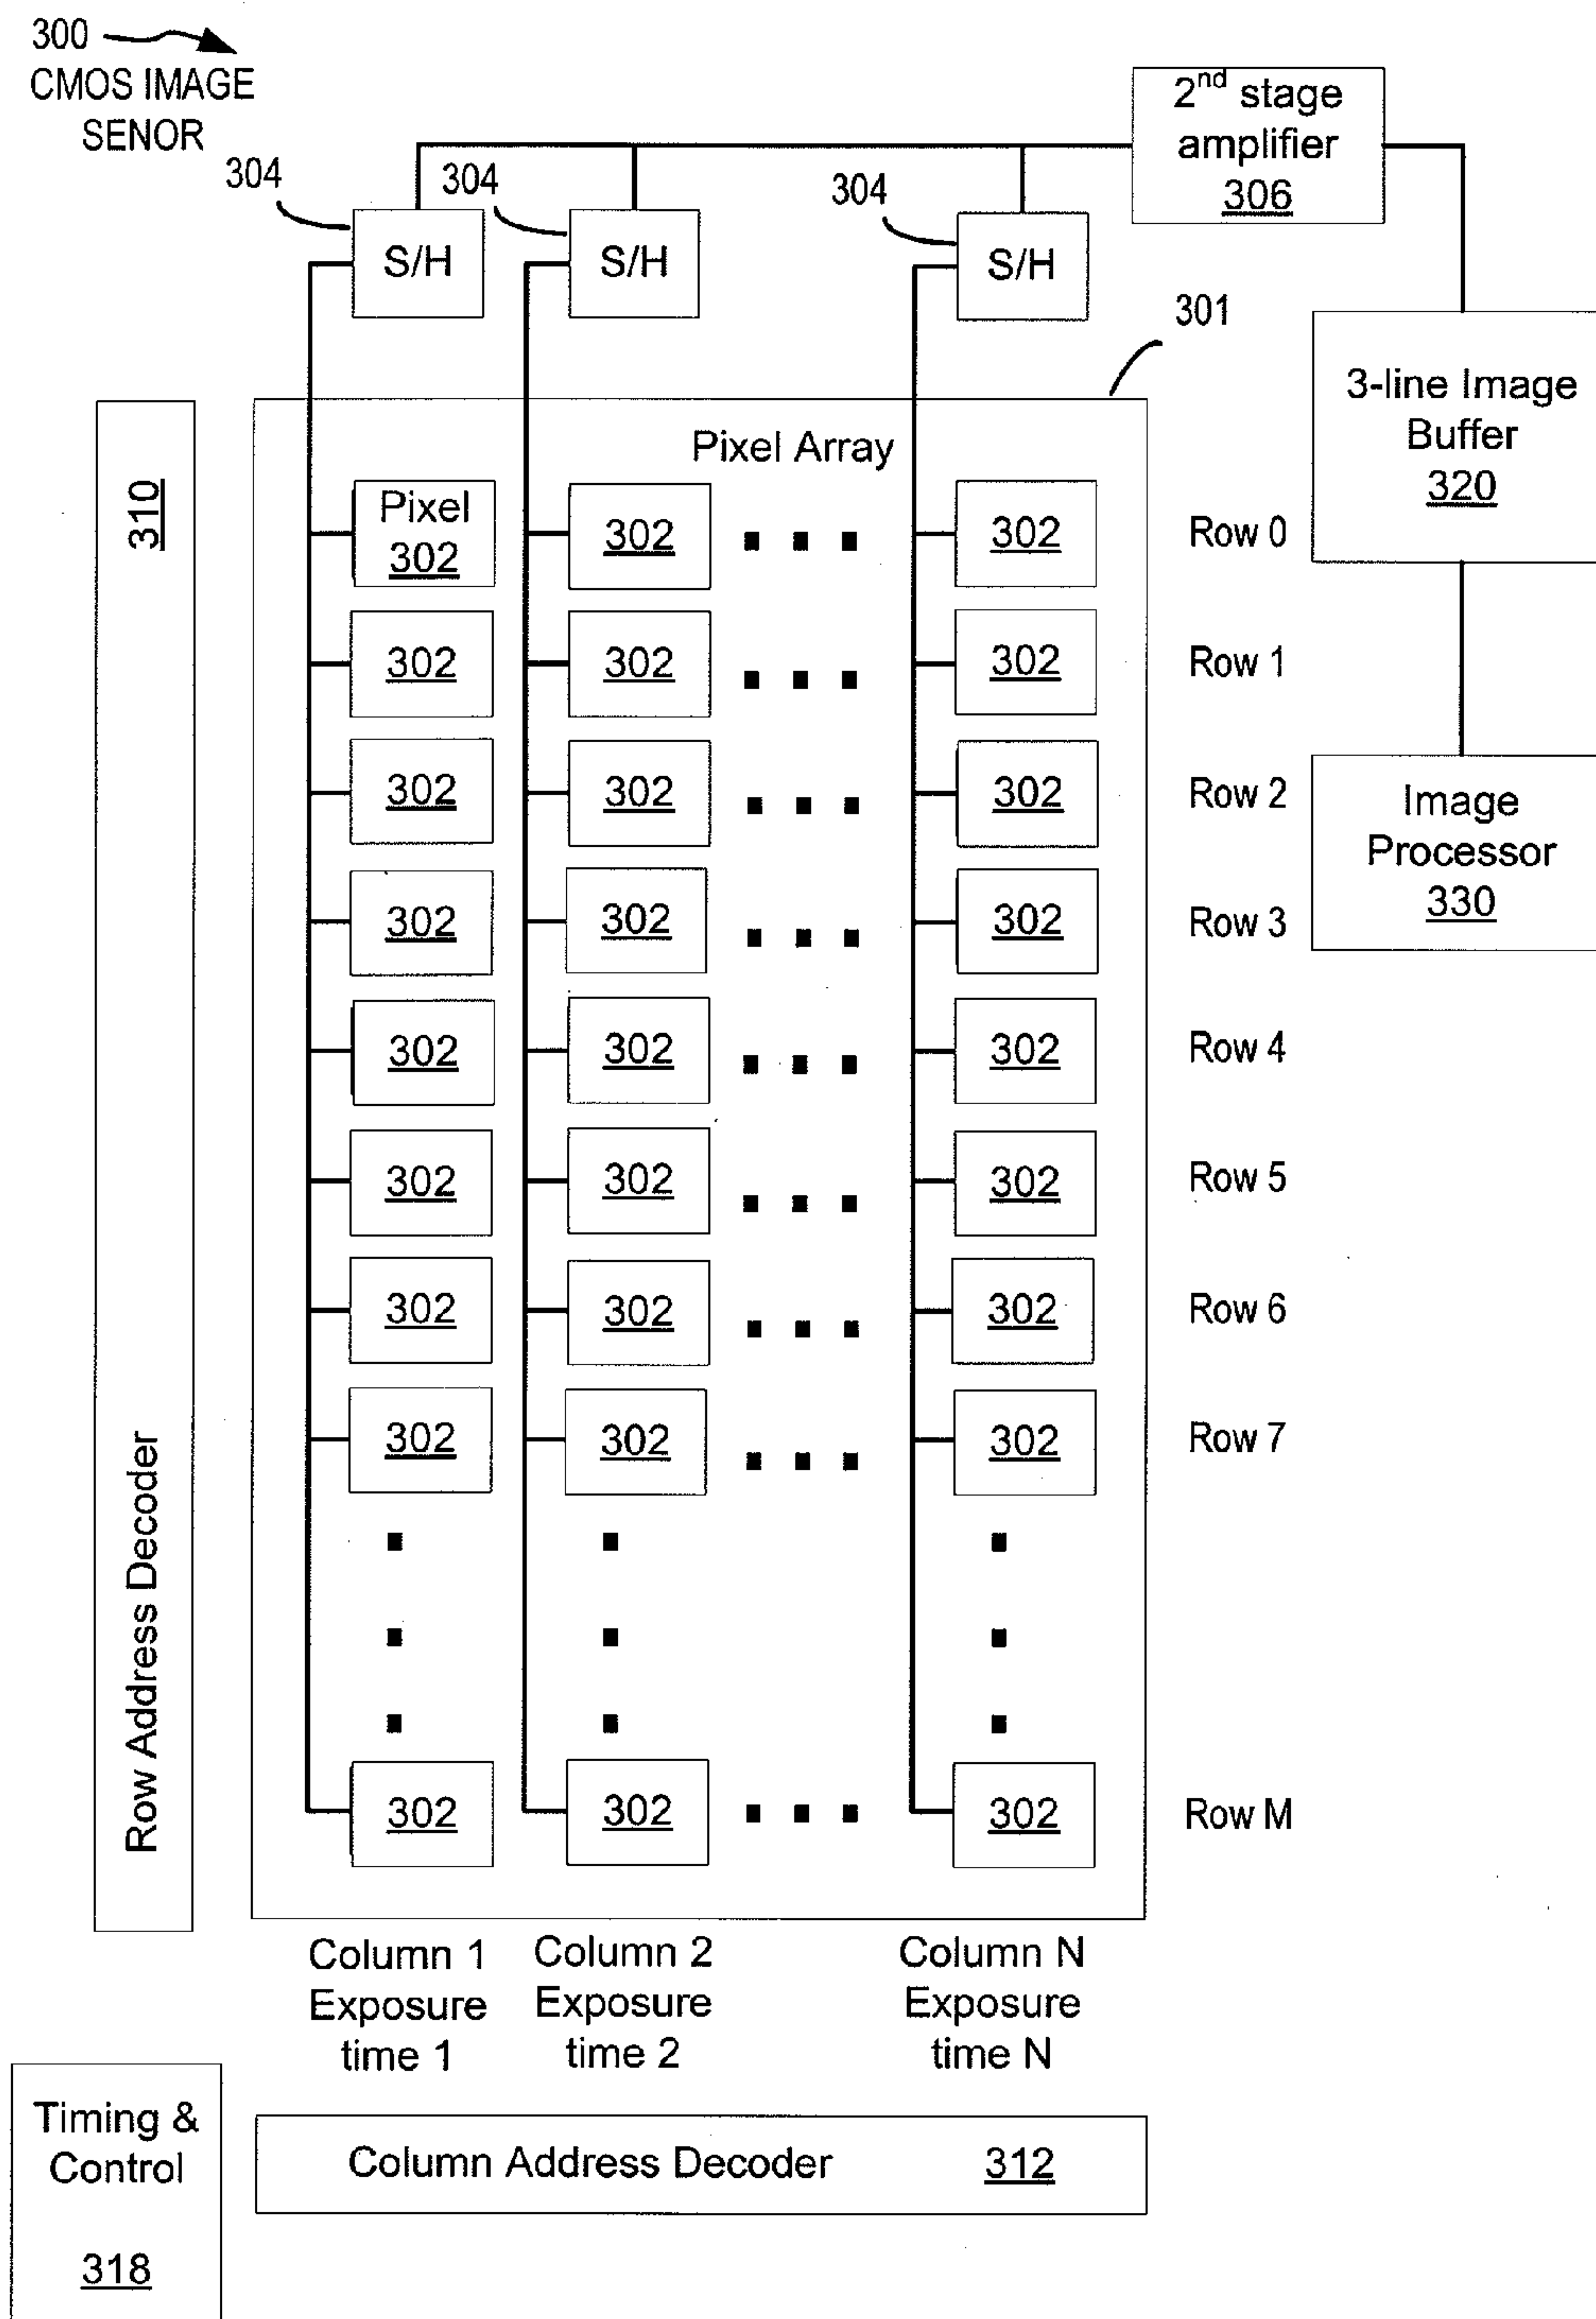 300
CMOS IMAGE
SENOR
2nd stage
amplifier
306
304
304
304
S/H
S/H
S/H
301
3-line Image
Buffer
320
310
Row Address Decoder
Pixel Array
Pixel
302
302
302
Row 0
302
302
302
Row 1
302
302
302
Row 2
302
302
302
Row 3
302
302
302
Row 4
302
302
302
Row 5
302
302
302
Row 6
302
302
302
Row 7
302
302
302
Row M
Image
Processor
330
Column 1
Exposure
time 1
Column 2
Exposure
time 2
Column N
Exposure
time N
Timing &
Control
318
Column Address Decoder 312